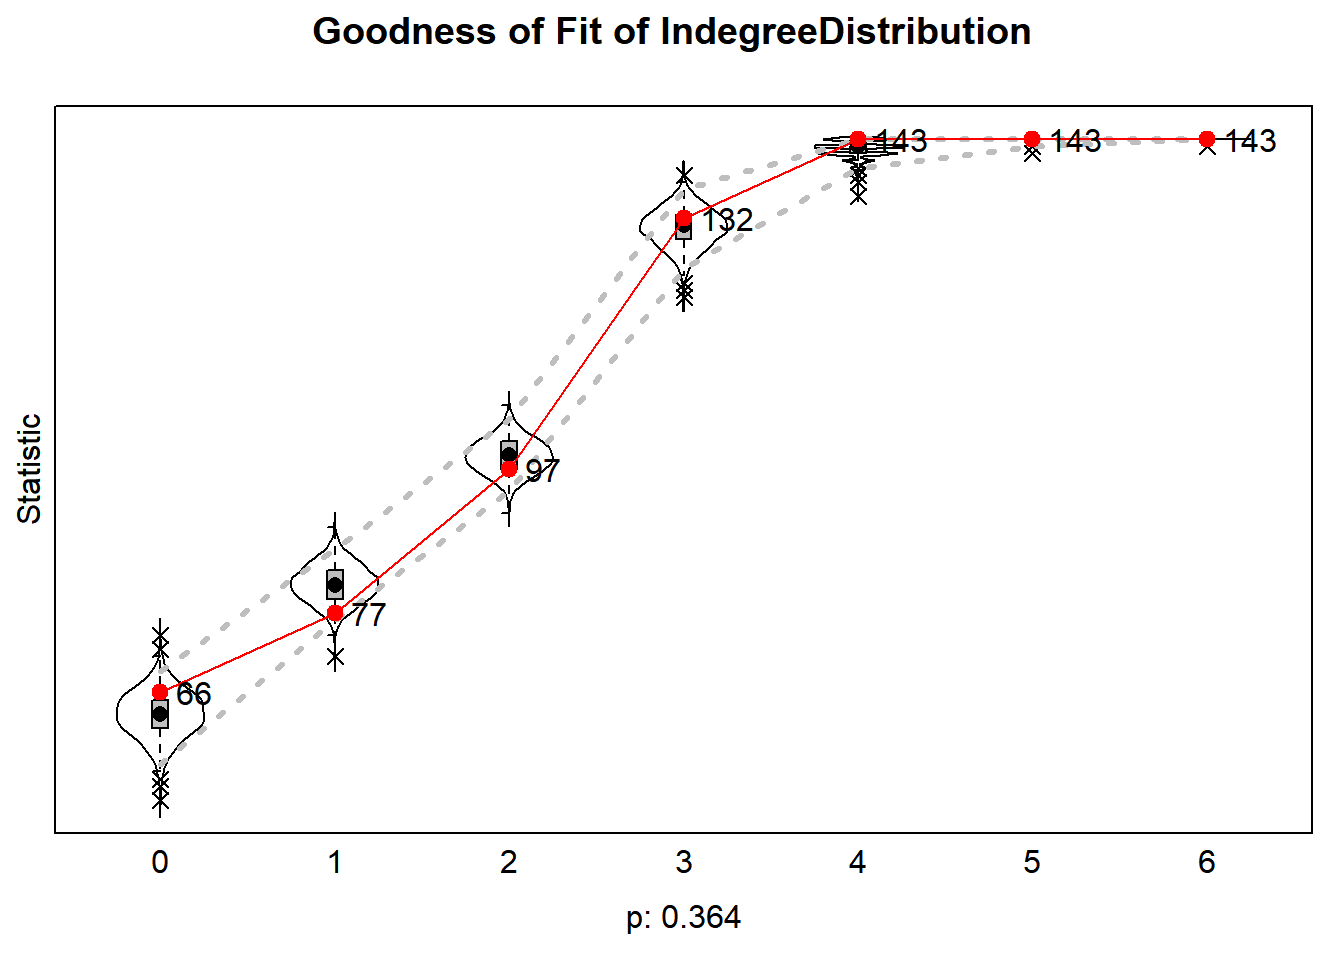 Goodness of Fit of IndegreeDistribution
Statistic
66
77
97
132
143
143
143
0 1 2 3 4 5 6
p: 0.364